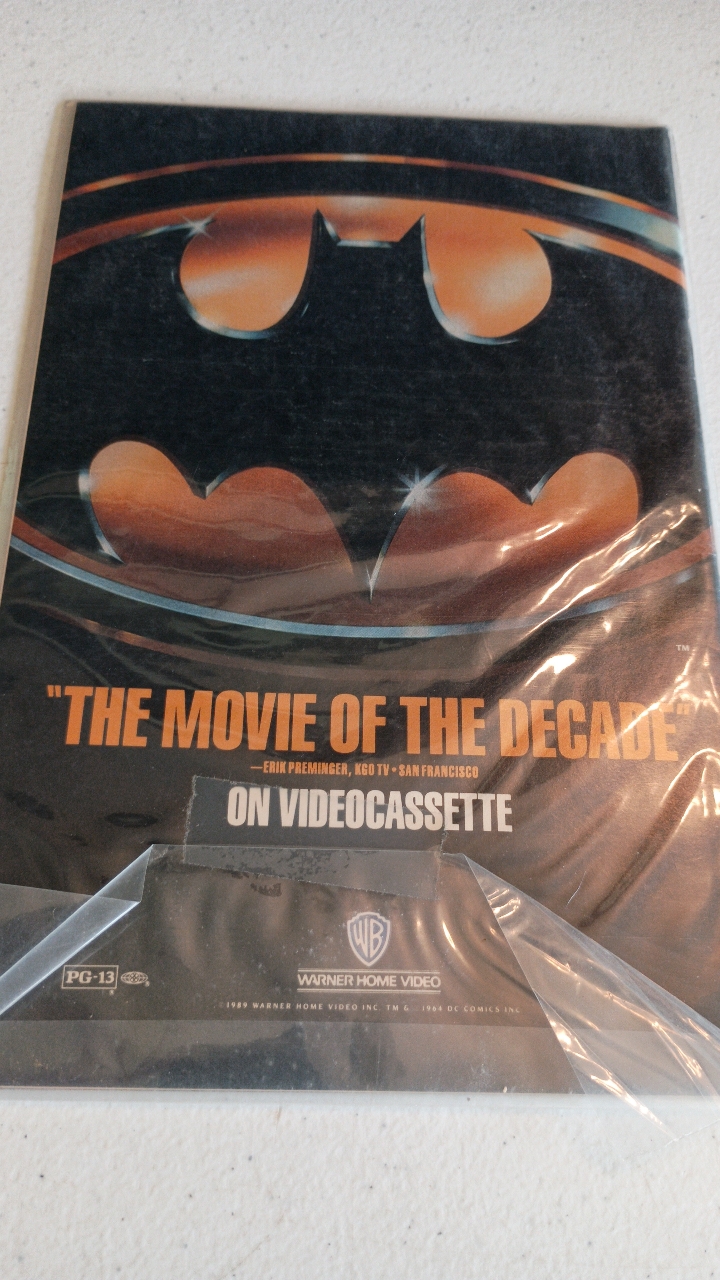 TM
"THE MOVIE OF THE DECADE"
—ERIK PREMINGER, KGO TV • SAN FRANCISCO
ON VIDEOCASSETTE
WB
PG-13 ®
WARNER HOME VIDEO
©1989 WARNER HOME VIDEO INC. TM & ©1964 DC COMICS INC